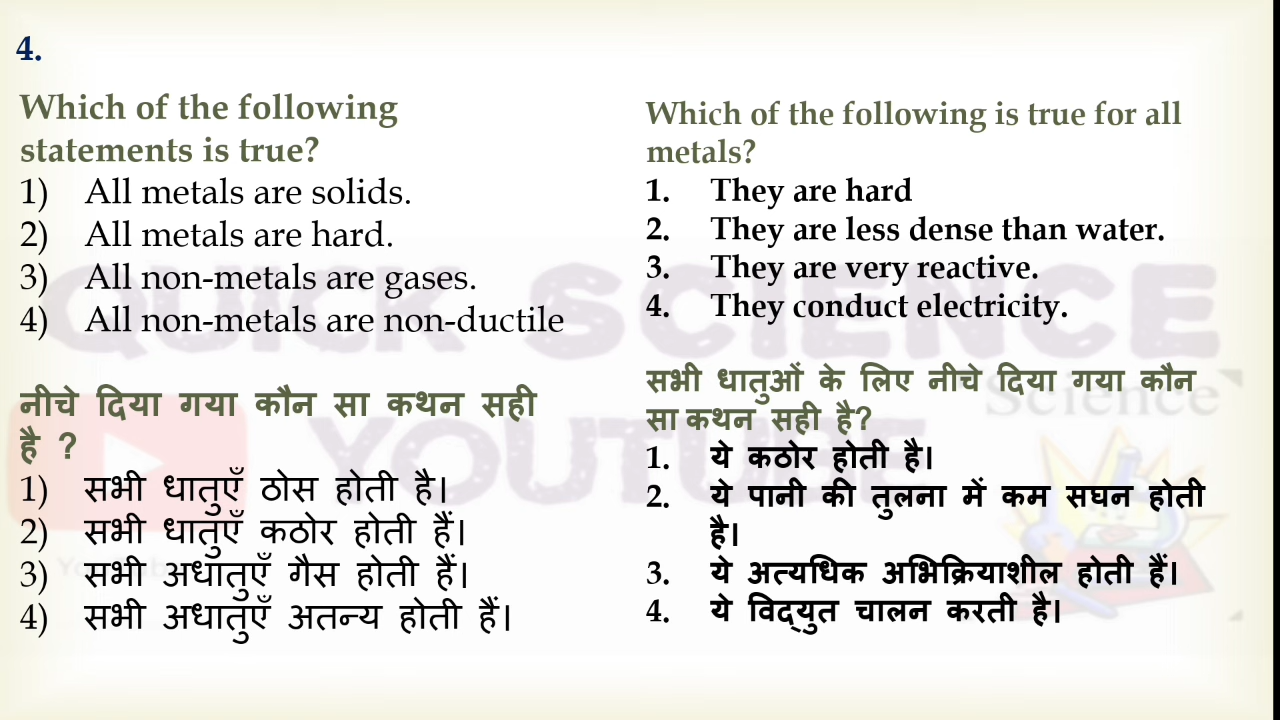 4.
Which of the following
statements is true?
1) All metals are solids.
2) All metals are hard.
3) All non-metals are gases.
4) All non-metals are non-ductile
नीचे दिया गया कौन सा कथन सही
है ?
1) सभी धातुएँ ठोस होती है।
2) सभी धातुएँ कठोर होती हैं।
3) सभी अधातुएँ गैस होती हैं।
4) सभी अधातुएँ अतन्य होती हैं।
Which of the following is true for all
metals?
1. They are hard
2. They are less dense than water.
3. They are very reactive.
4. They conduct electricity.
सभी धातुओं के लिए नीचे दिया गया कौन
सा कथन सही है?
1. ये कठोर होती है।
2. ये पानी की तुलना में कम सघन होती
है।
3. ये अत्यधिक अभिक्रियाशील होती हैं।
4. ये विद्युत चालन करती है।
QUICK SCIENCE
YOUTUBE
Science